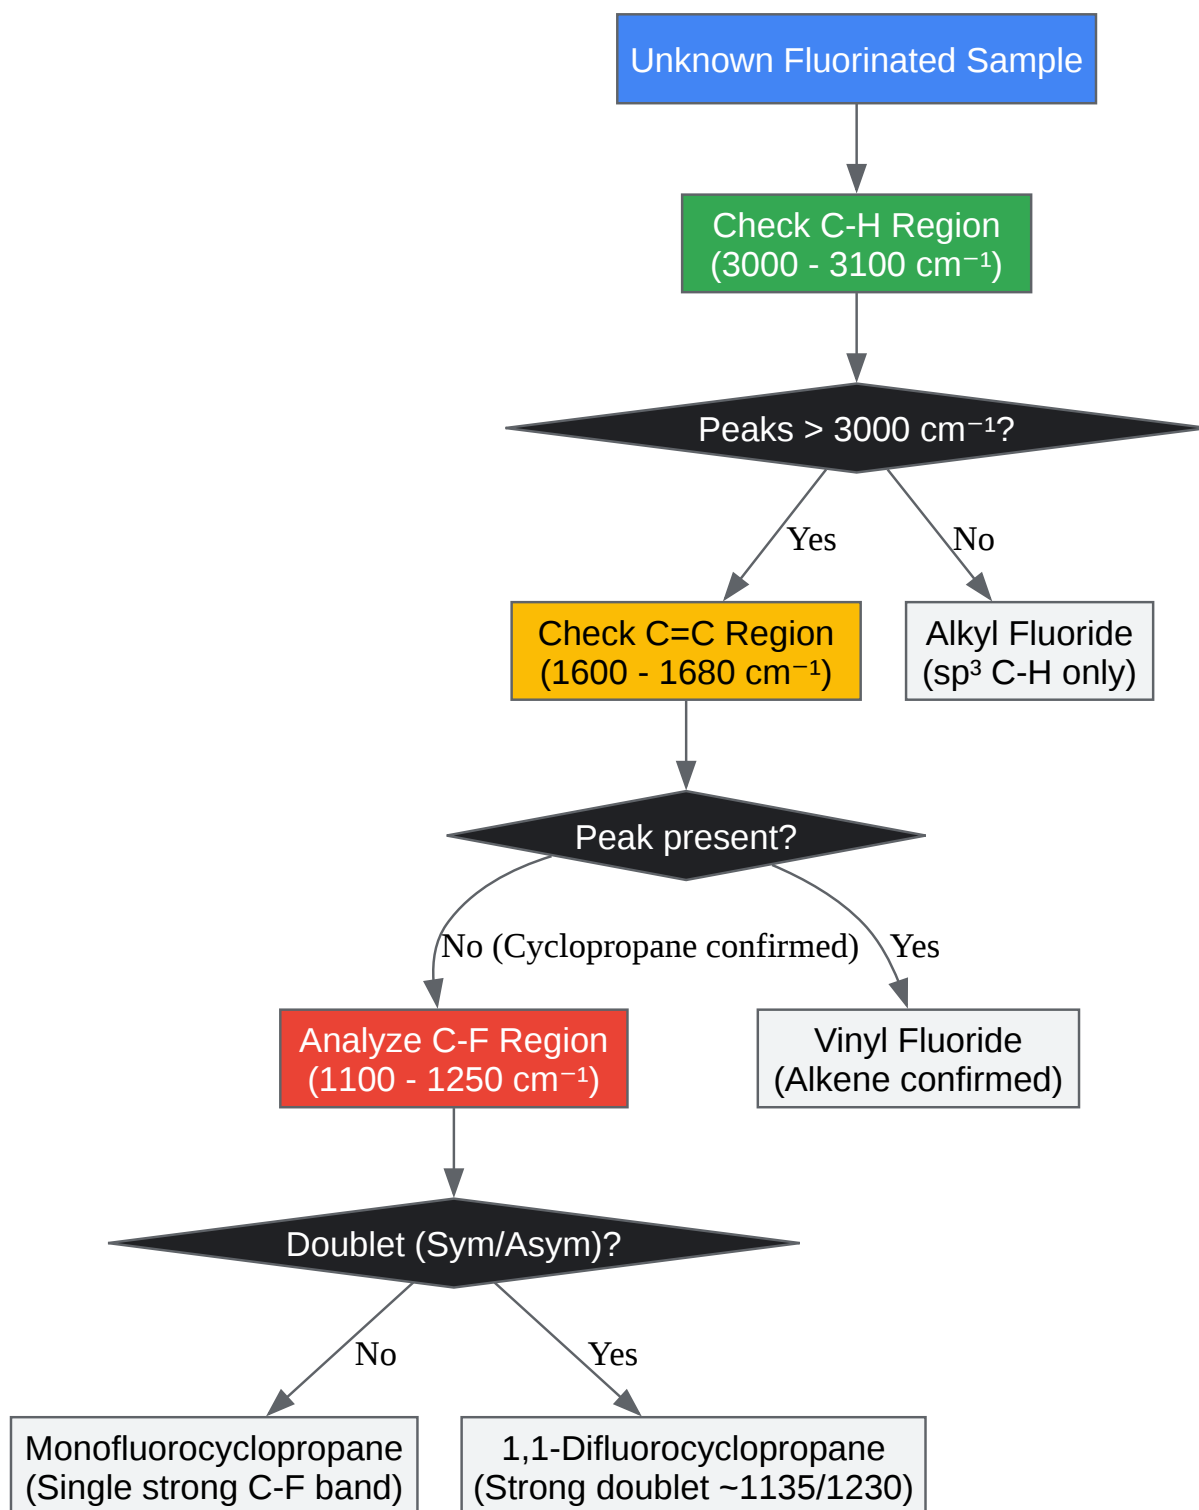 Unknown Fluorinated Sample
Check C-H Region
(3000 - 3100 cm⁻¹)
Peaks > 3000 cm⁻¹?
Yes
No
Check C=C Region
(1600 - 1680 cm⁻¹)
Alkyl Fluoride
(sp³ C-H only)
Peak present?
No (Cyclopropane confirmed)
Yes
Analyze C-F Region
(1100 - 1250 cm⁻¹)
Vinyl Fluoride
(Alkene confirmed)
Doublet (Sym/Asym)?
No
Yes
Monofluorocyclopropane
(Single strong C-F band)
1,1-Difluorocyclopropane
(Strong doublet ~1135/1230)